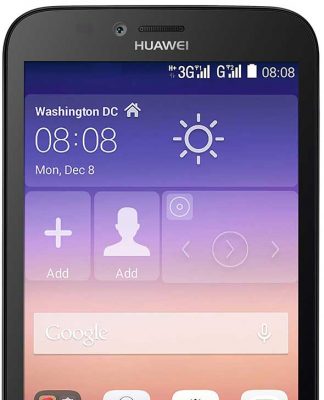 HUAWEI
H+ 3G G 08:08
Washington DC
08:08
Mon, Dec 8
Add Add
Google